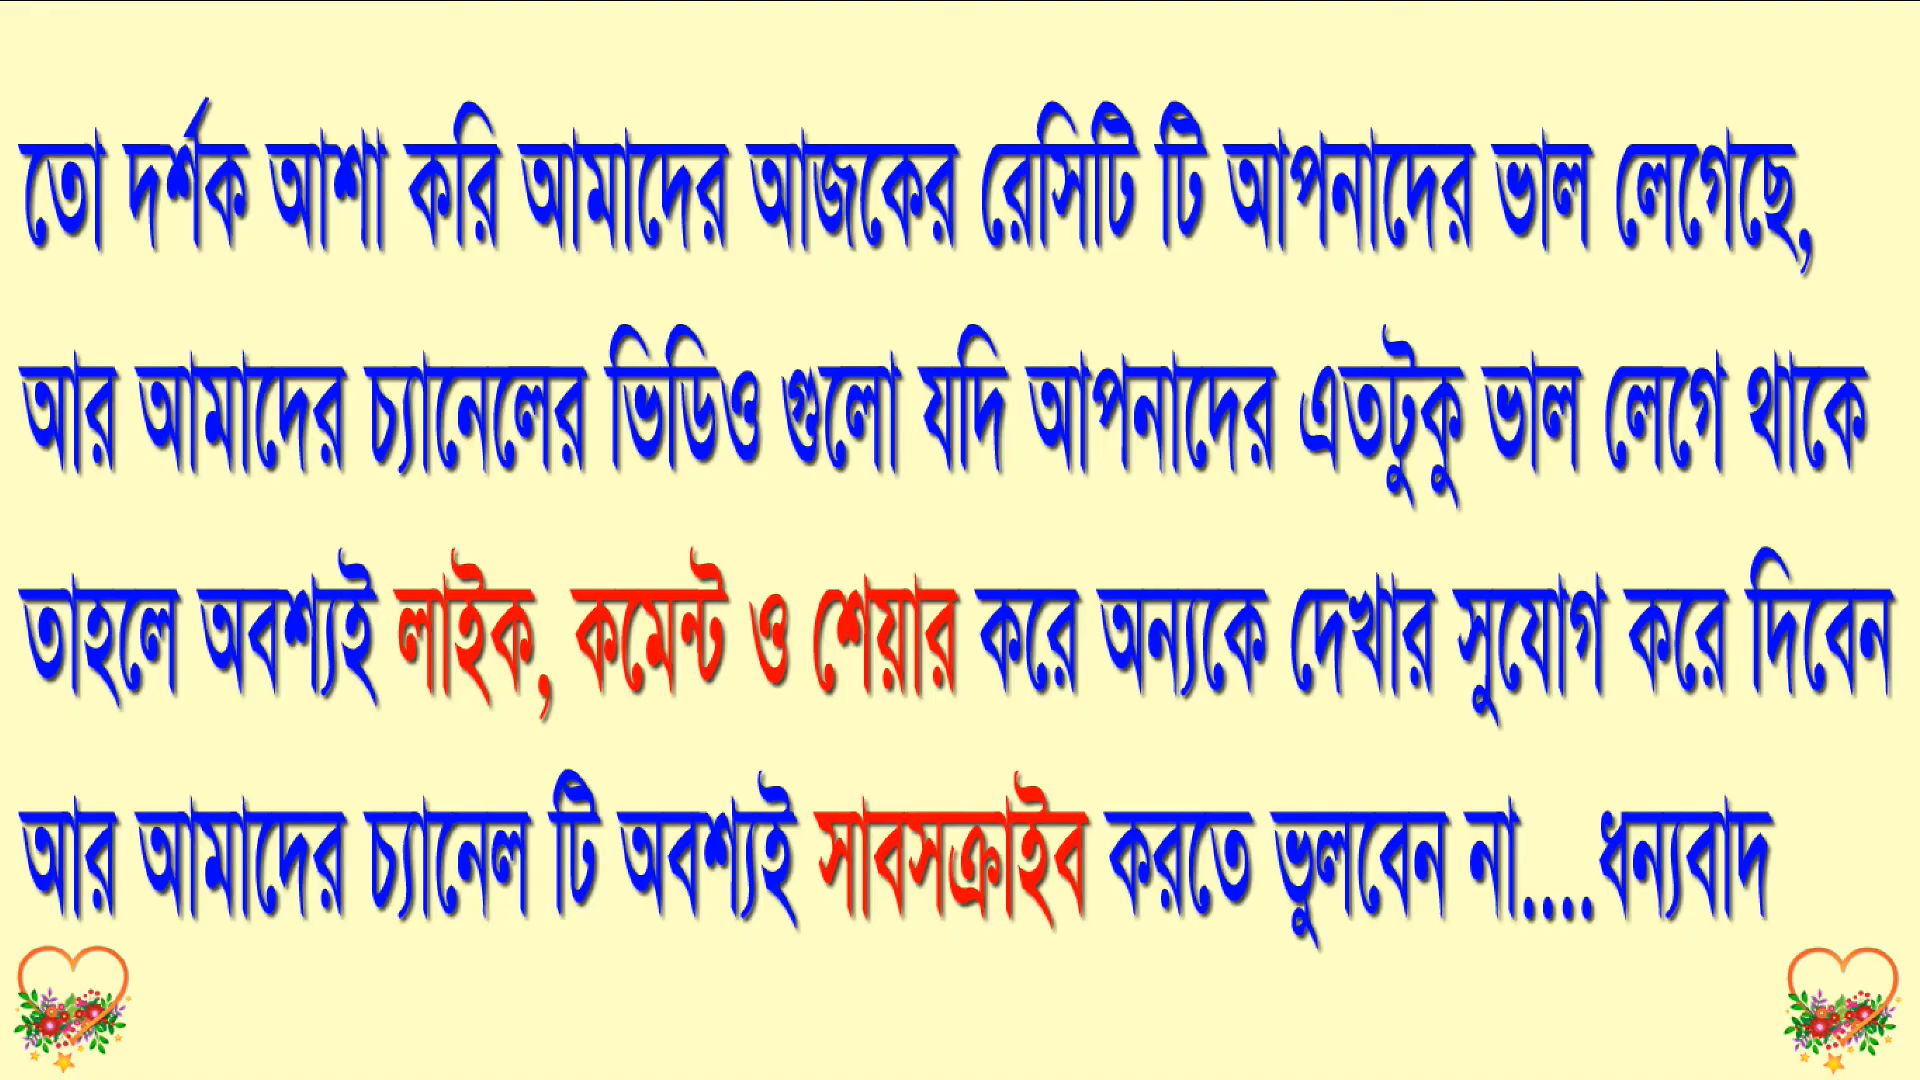 তো দর্শক আশা করি আমাদের আজকের রেসিটি টি আপনাদের ভাল লেগেছে,
আর আমাদের চ্যানেলের ভিডিও গুলো যদি আপনাদের এতটুকু ভাল লেগে থাকে
তাহলে অবশ্যই লাইক, কমেন্ট ও শেয়ার করে অন্যকে দেখার সুযোগ করে দিবেন
আর আমাদের চ্যানেল টি অবশ্যই সাবসক্রাইব করতে ভুলবেন না....ধন্যবাদ